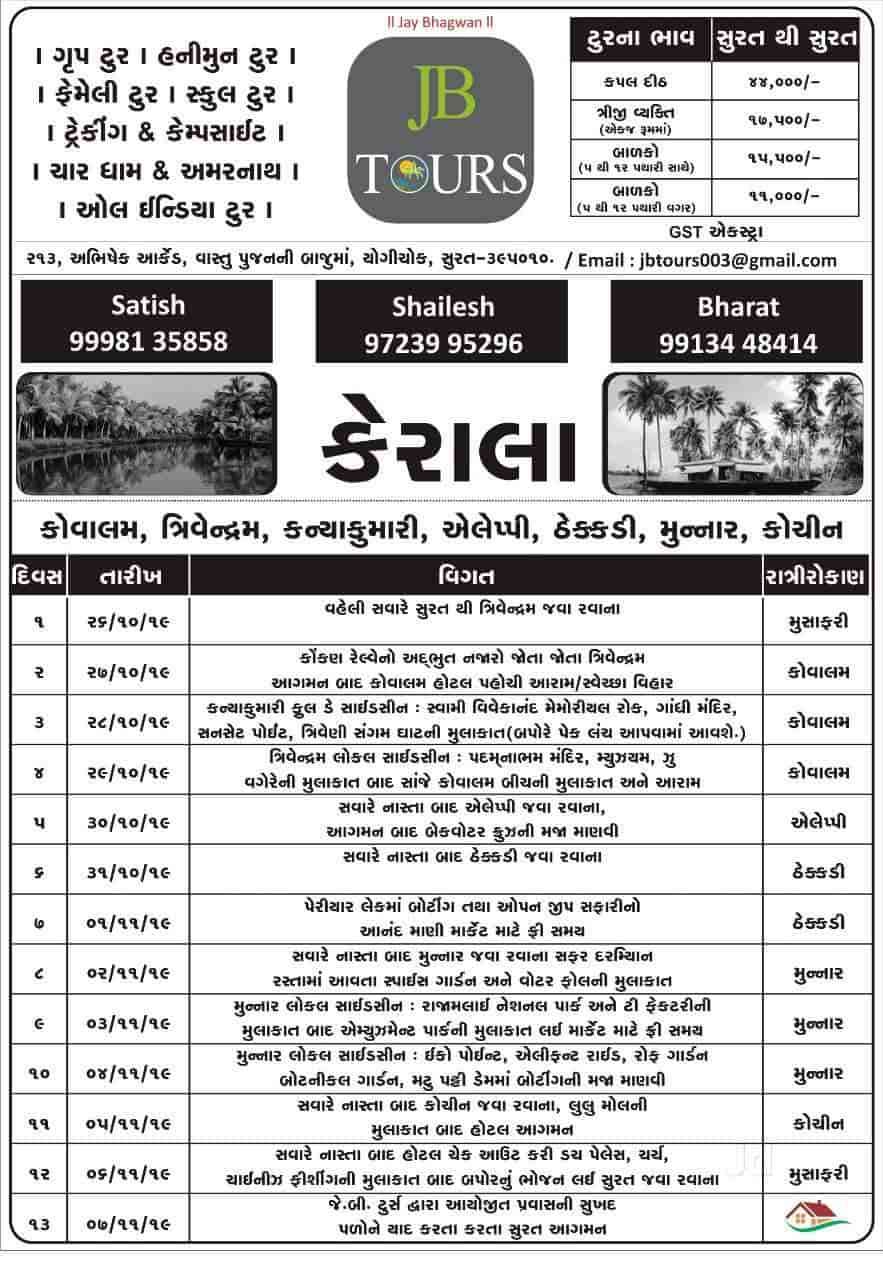 ll Jay Bhagwan ll
। ગૃપ ટુર । હનીમુન ટુર ।
। ફેમેલી ટુર । સ્કુલ ટુર ।
। ટ્રેકીંગ & કેમ્પસાઈટ ।
। ચાર ધામ & અમરનાથ ।
। ઓલ ઈન્ડિયા ટુર ।
JB
TOURS
ટુરના ભાવ સુરત થી સુરત
કપલ દીઠ ૪૪,૦૦૦/-
ત્રીજી વ્યક્તિ ૧૭,૫૦૦/-
(એકજ રૂમમાં)
બાળકો ૧૫,૫૦૦/-
(૫ થી ૧૨ પથારી સાથે)
બાળકો ૧૧,૦૦૦/-
(૫ થી ૧૨ પથારી વગર)
GST એકસ્ટ્રા
૨૧૩, અભિષેક આર્કેડ, વાસ્તુ પુજનની બાજુમાં, યોગીચોક, સુરત-૩૯૫૦૧૦. / Email : jbtours003@gmail.com
Satish
99981 35858
Shailesh
97239 95296
Bharat
99134 48414
કેરાલા
કોવાલમ, ત્રિવેન્દ્રમ, કન્યાકુમારી, એલેપ્પી, ઠેક્કડી, મુન્નાર, કોચીન
દિવસ તારીખ વિગત રાત્રીરોકાણ
૧ ૨૬/૧૦/૧૯ વહેલી સવારે સુરત થી ત્રિવેન્દ્રમ જવા રવાના મુસાફરી
૨ ૨૭/૧૦/૧૯ કોંકણ રેલ્વેનો અદ્ભુત નજારો જોતા જોતા ત્રિવેન્દ્રમ કોવાલમ
આગમન બાદ કોવાલમ હોટલ પહોચી આરામ/સ્વેચ્છા વિહાર
૩ ૨૮/૧૦/૧૯ કન્યાકુમારી ફુલ ડે સાઈડસીન : સ્વામી વિવેકાનંદ મેમોરીયલ રોક, ગાંધી મંદિર, કોવાલમ
સનસેટ પોઈંટ, ત્રિવેણી સંગમ ઘાટની મુલાકાત(બપોરે પેક લંચ આપવામાં આવશે.)
૪ ૨૯/૧૦/૧૯ ત્રિવેન્દ્રમ લોકલ સાઈડસીન : પદમ્નાભમ મંદિર, મ્યુઝયમ, ઝુ કોવાલમ
વગેરેની મુલાકાત બાદ સાંજે કોવાલમ બીચની મુલાકાત અને આરામ
૫ ૩૦/૧૦/૧૯ સવારે નાસ્તા બાદ એલેપ્પી જવા રવાના, એલેપ્પી
આગમન બાદ બેકવોટર ક્રુઝની મજા માણવી
૬ ૩૧/૧૦/૧૯ સવારે નાસ્તા બાદ ઠેક્કડી જવા રવાના ઠેક્કડી
૭ ૦૧/૧૧/૧૯ પેરીયાર લેકમાં બોર્ટીંગ તથા ઓપન જીપ સફારીનો ઠેક્કડી
આનંદ માણી માર્કેટ માટે ફ્રી સમય
૮ ૦૨/૧૧/૧૯ સવારે નાસ્તા બાદ મુન્નાર જવા રવાના સફર દરમ્યિાન મુન્નાર
રસ્તામાં આવતા સ્પાઈસ ગાર્ડન અને વોટર ફોલની મુલાકાત
૯ ૦૩/૧૧/૧૯ મુન્નાર લોકલ સાઈડસીન : રાજામલાઈ નેશનલ પાર્ક અને ટી ફેકટરીની મુન્નાર
મુલાકાત બાદ એમ્યુઝમેન્ટ પાર્કની મુલાકાત લઈ માર્કેટ માટે ફ્રી સમય
૧૦ ૦૪/૧૧/૧૯ મુન્નાર લોકલ સાઈડસીન : ઈકો પોઈન્ટ, એલીફન્ટ રાઈડ, રોફ ગાર્ડન મુન્નાર
બોટનીકલ ગાર્ડન, મટુ પટ્ટી ડેમમાં બોર્ટીંગની મજા માણવી
૧૧ ૦૫/૧૧/૧૯ સવારે નાસ્તા બાદ કોચીન જવા રવાના, લુલુ મોલની કોચીન
મુલાકાત બાદ હોટલ આગમન
૧૨ ૦૬/૧૧/૧૯ સવારે નાસ્તા બાદ હોટલ ચેક આઉટ કરી ડચ પેલેસ, ચર્ચ, મુસાફરી
ચાઈનીઝ ફીર્શીંગની મુલાકાત બાદ બપોરનું ભોજન લઈ સુરત જવા રવાના
૧૩ ૦૭/૧૧/૧૯ જે.બી. ટુર્સ દ્વારા આયોજીત પ્રવાસની સુખદ
પળોને યાદ કરતા કરતા સુરત આગમન